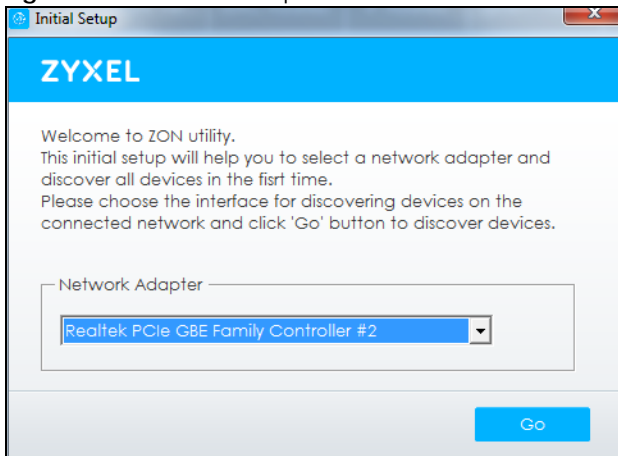 Initial Setup
ZYXEL
Welcome to ZON utility.
This initial setup will help you to select a network adapter and
discover all devices in the fisrt time.
Please choose the interface for discovering devices on the
connected network and click 'Go' button to discover devices.
Network Adapter
Realtek PCIe GBE Family Controller #2
Go